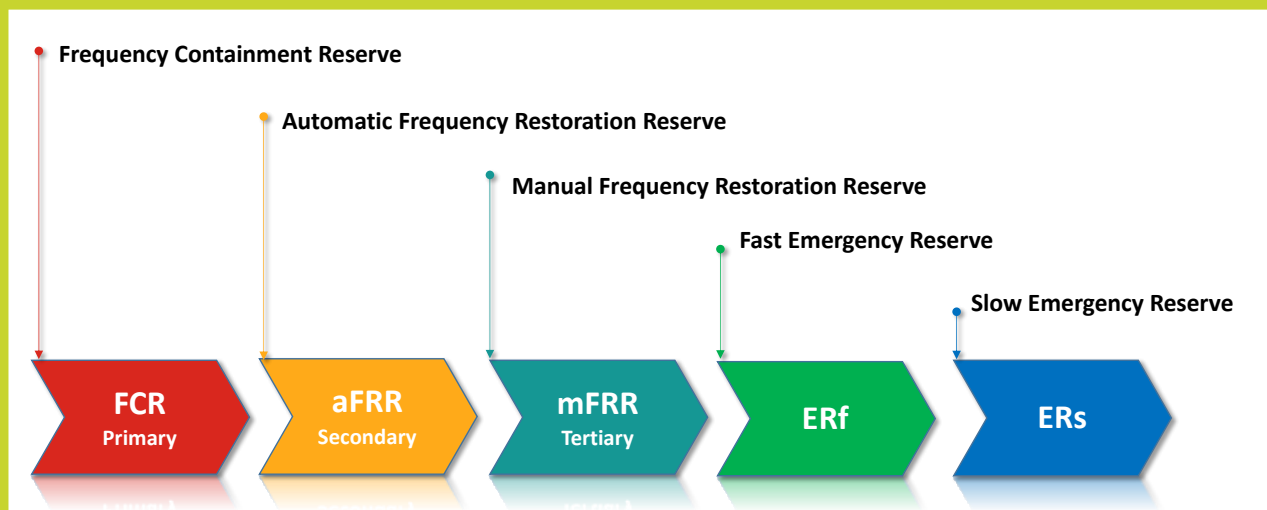 Frequency Containment Reserve
Automatic Frequency Restoration Reserve
Manual Frequency Restoration Reserve
Fast Emergency Reserve
Slow Emergency Reserve
FCR
Primary
aFRR
Secondary
mFRR
Tertiary
ERf
ERs